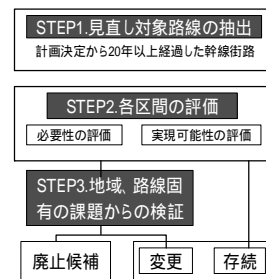 STEP1.見直し対象路線の抽出
計画決定から20年以上経過した幹線街路
STEP2.各区間の評価
必要性の評価
実現可能性の評価
STEP3.地域、路線固
有の課題からの検証
廃止候補
変更
存続